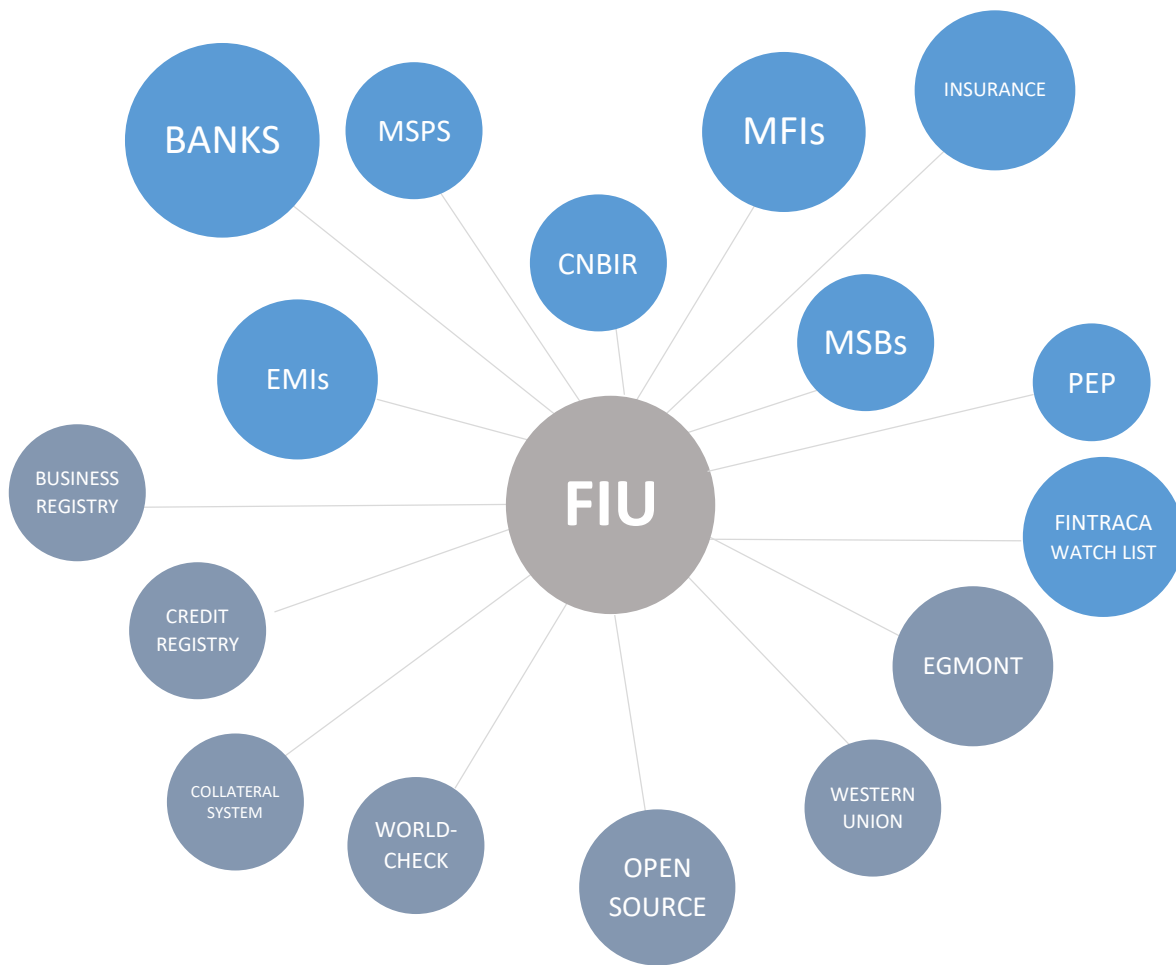 BANKS
MSPS
MFIs
INSURANCE
CNBIR
MSBs
EMIs
PEP
BUSINESS
REGISTRY
FIU
FINTRACA
WATCH LIST
CREDIT
REGISTRY
EGMONT
COLLATERAL
SYSTEM
WORLD-
CHECK
OPEN
SOURCE
WESTERN
UNION